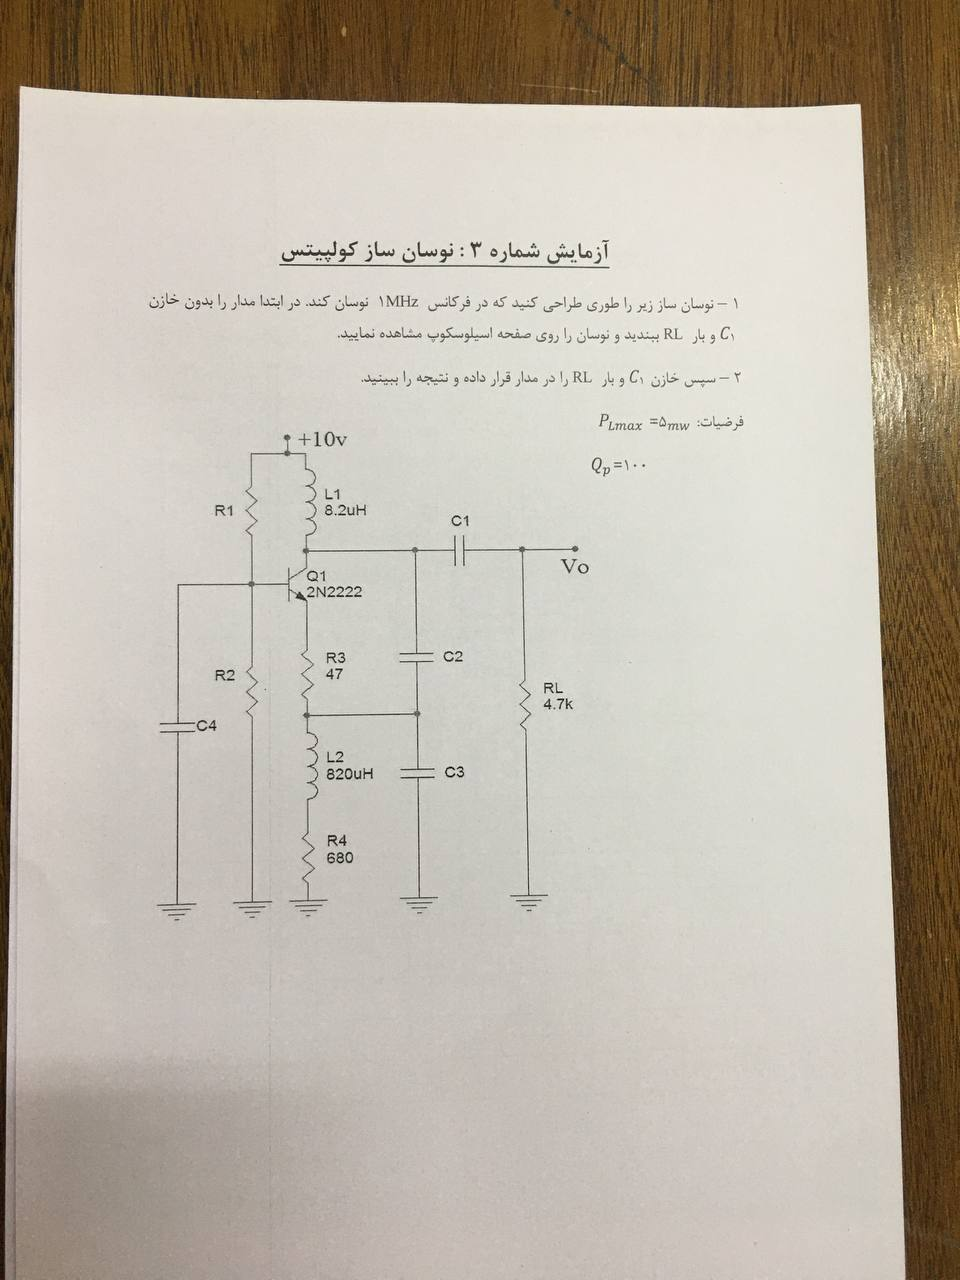 آزمایش شماره ۳ : نوسان ساز کولپیتس
۱ – نوسان ساز زیر را طوری طراحی کنید که در فرکانس ۱MHz نوسان کند. در ابتدا مدار را بدون خازن
C۱ و بار RL ببندید و نوسان را روی صفحه اسیلوسکوپ مشاهده نمایید.
۲ – سپس خازن C۱ و بار RL را در مدار قرار داده و نتیجه را ببینید.
فرضیات: PLmax =۵mw
Qp=۱۰۰
+10v
R1
L1
8.2uH
C1
Vo
Q1
2N2222
R2
R3
47
C2
RL
4.7k
C4
L2
820uH
C3
R4
680